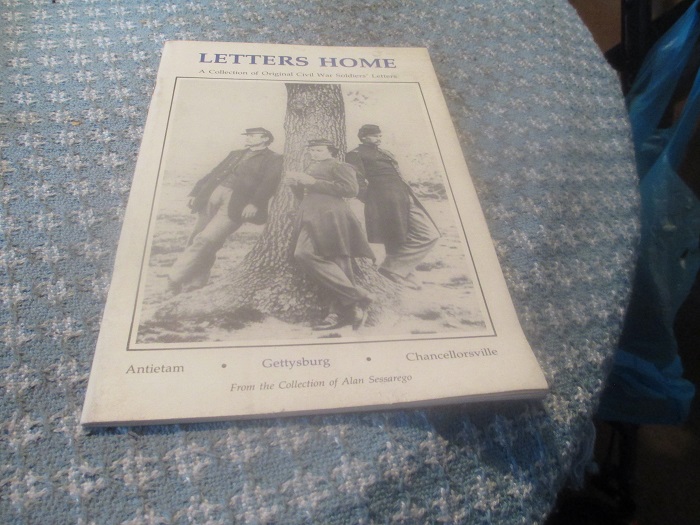 LETTERS HOME
A Collection of Original Civil War Soldiers' Letters
Antietam • Gettysburg • Chancellorsville
From the Collection of Alan Sessarego